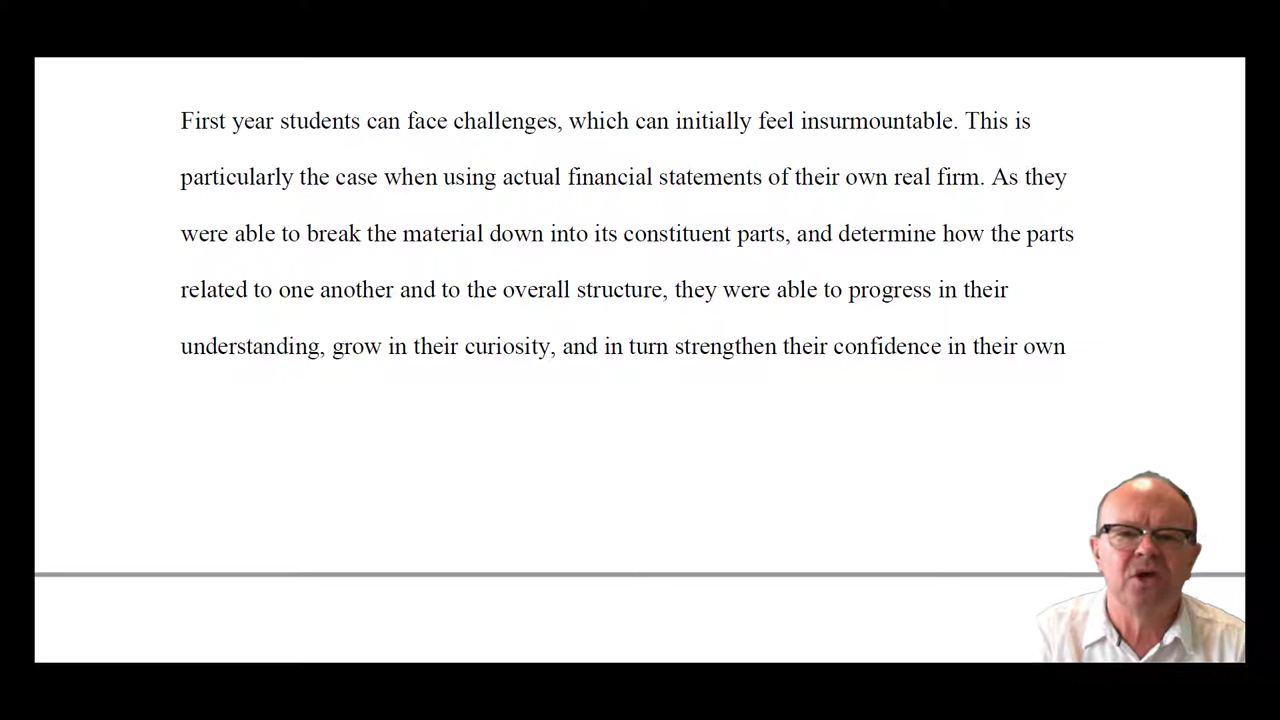 First year students can face challenges, which can initially feel insurmountable. This is
particularly the case when using actual financial statements of their own real firm. As they
were able to break the material down into its constituent parts, and determine how the parts
related to one another and to the overall structure, they were able to progress in their
understanding, grow in their curiosity, and in turn strengthen their confidence in their own